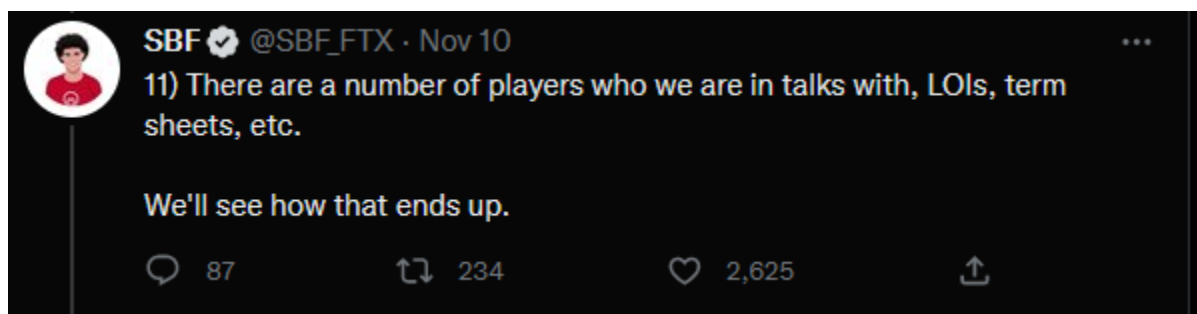 SBF @SBF_FTX · Nov 10
11) There are a number of players who we are in talks with, LOIs, term
sheets, etc.
We'll see how that ends up.
87 234 2,625